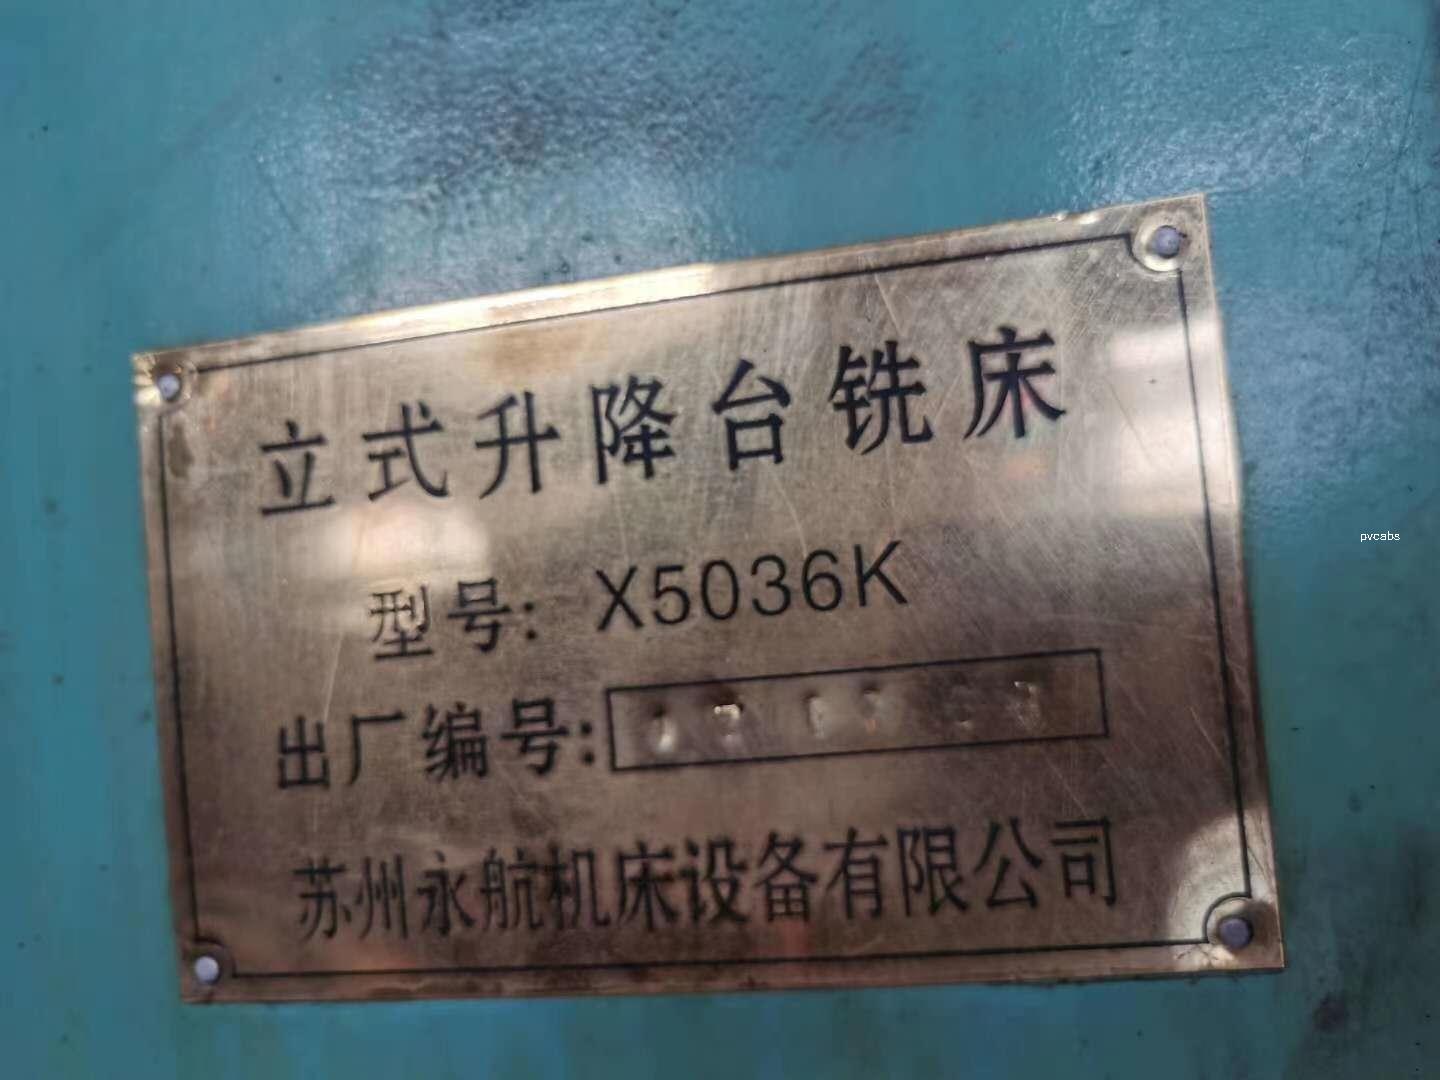 立式升降台铣床
型号: X5036K
出厂编号:
苏州永航机床设备有限公司
pvcabs